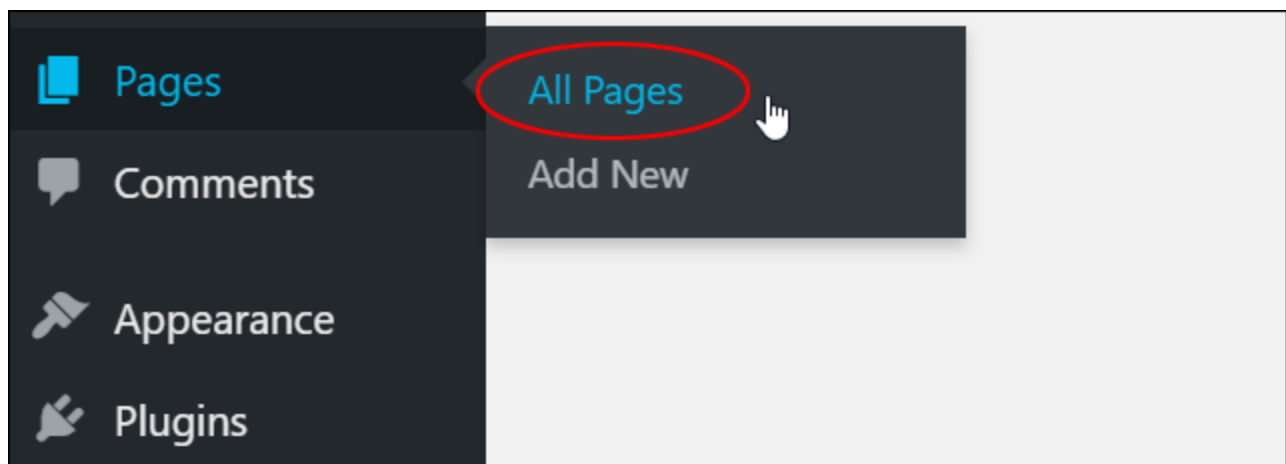 Pages
All Pages
Add New
Comments
Appearance
Plugins